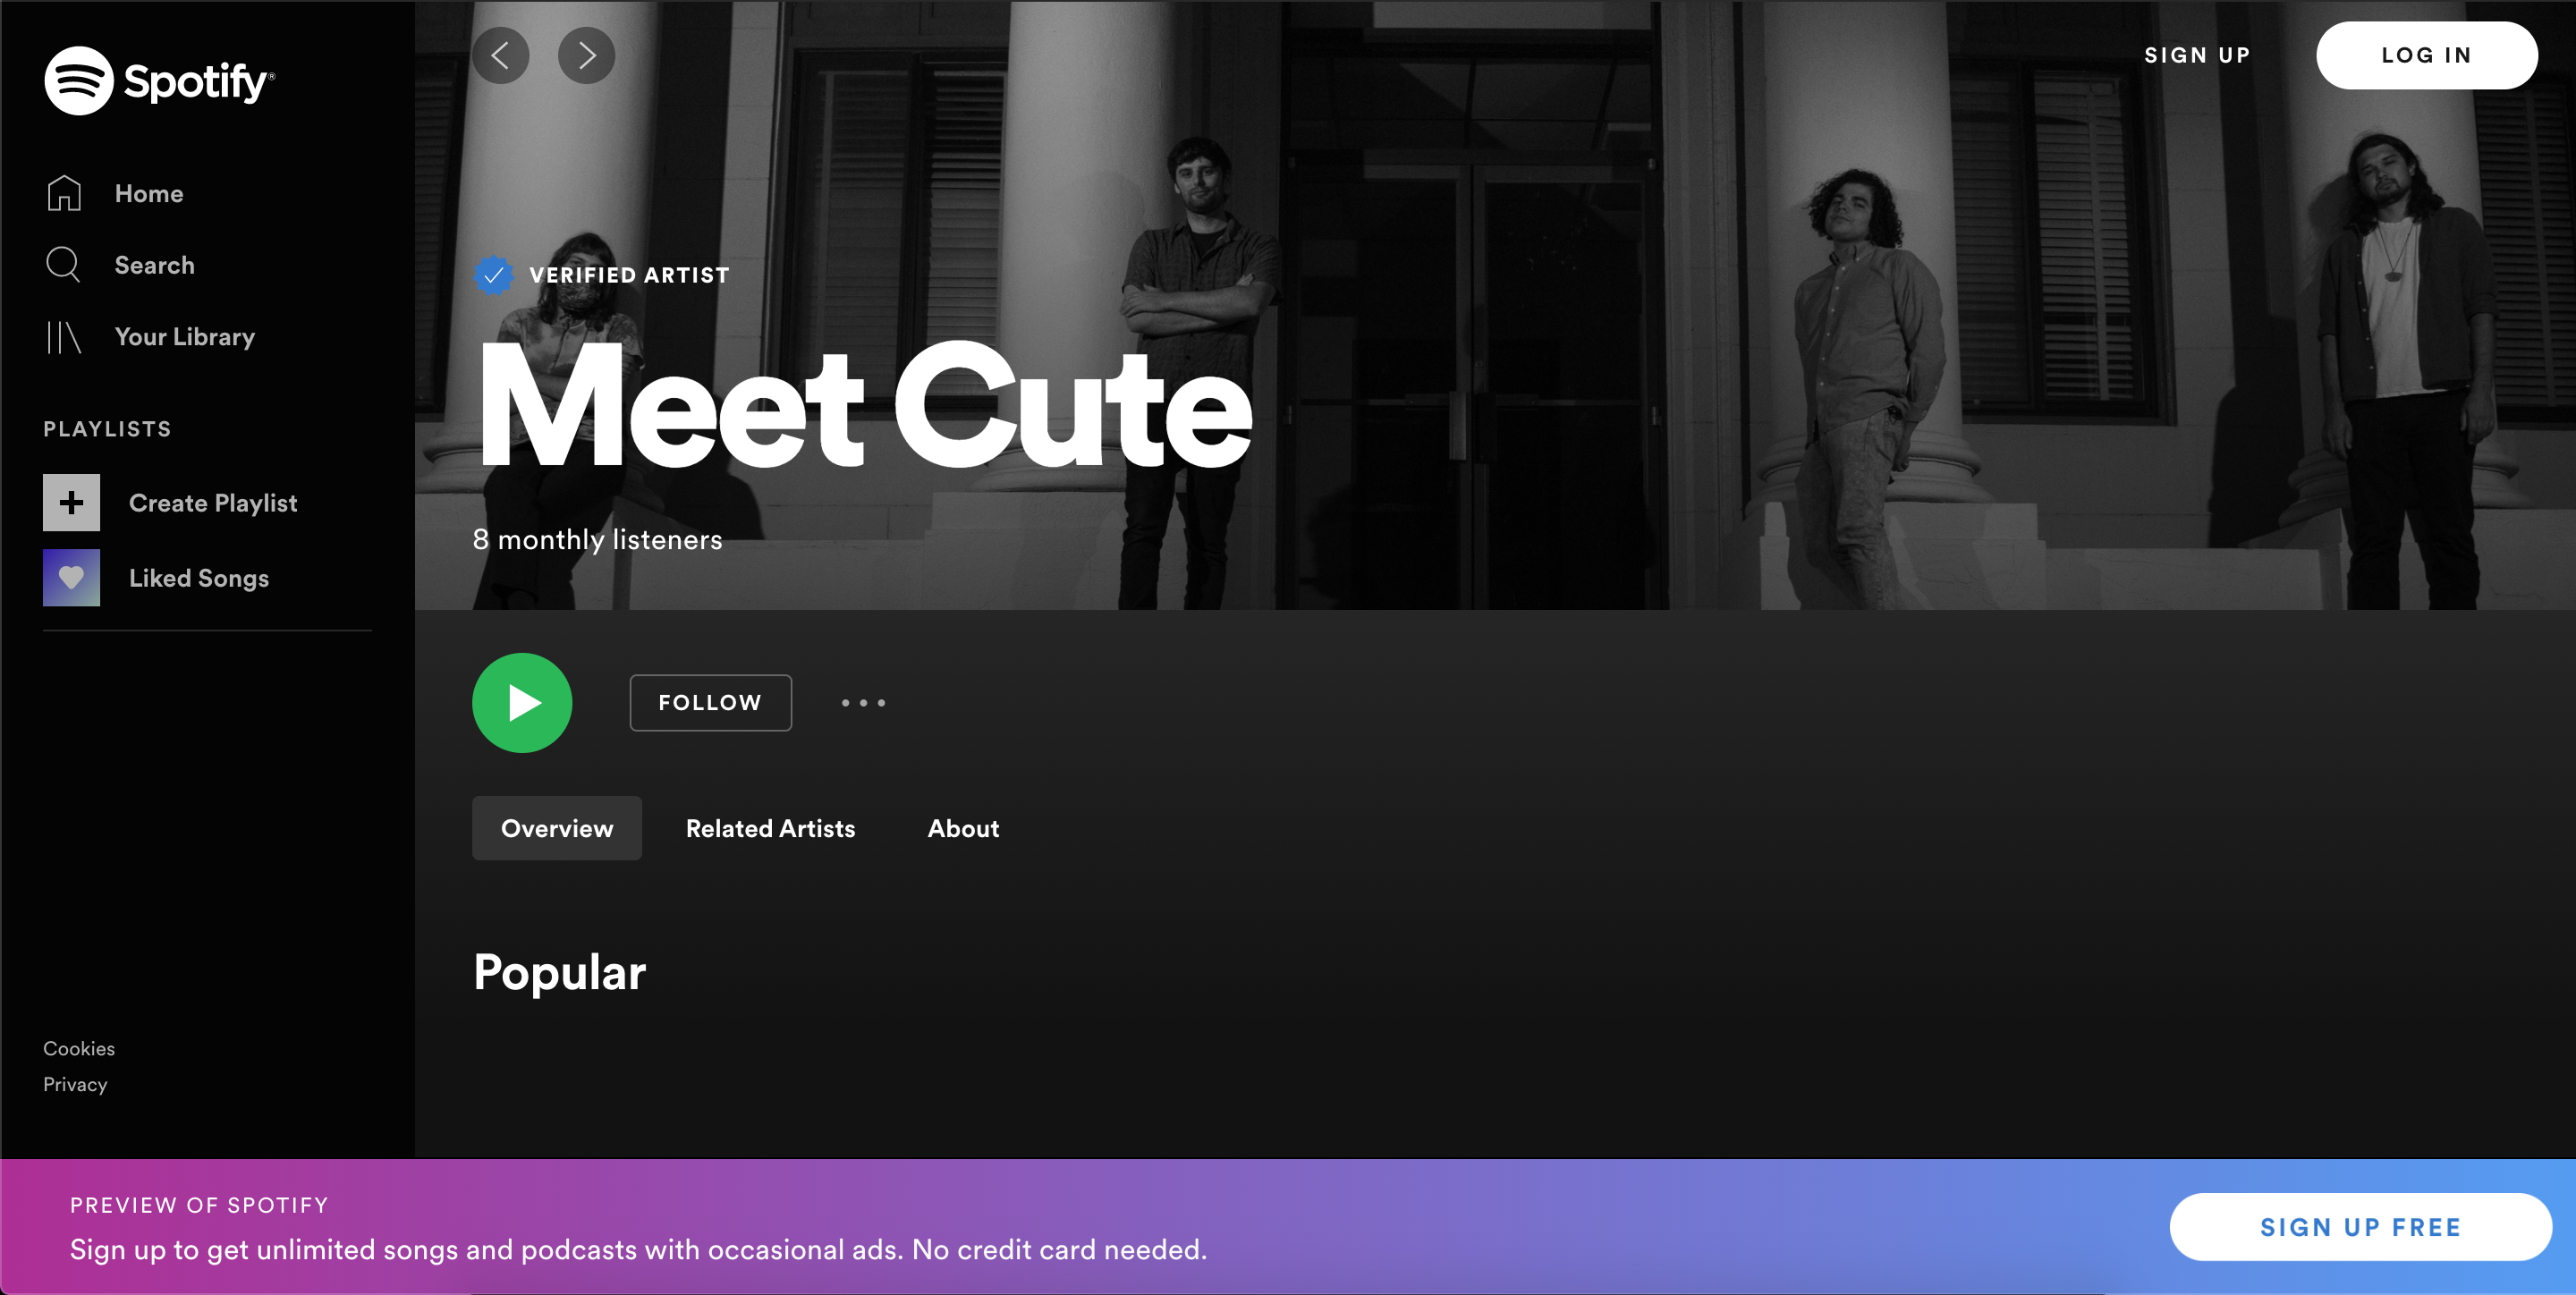 Spotify®
Home
Search
Your Library
PLAYLISTS
Create Playlist
Liked Songs
Cookies
Privacy
SIGN UP
LOG IN
VERIFIED ARTIST
Meet Cute
8 monthly listeners
FOLLOW
Overview
Related Artists
About
Popular
PREVIEW OF SPOTIFY
Sign up to get unlimited songs and podcasts with occasional ads. No credit card needed.
SIGN UP FREE